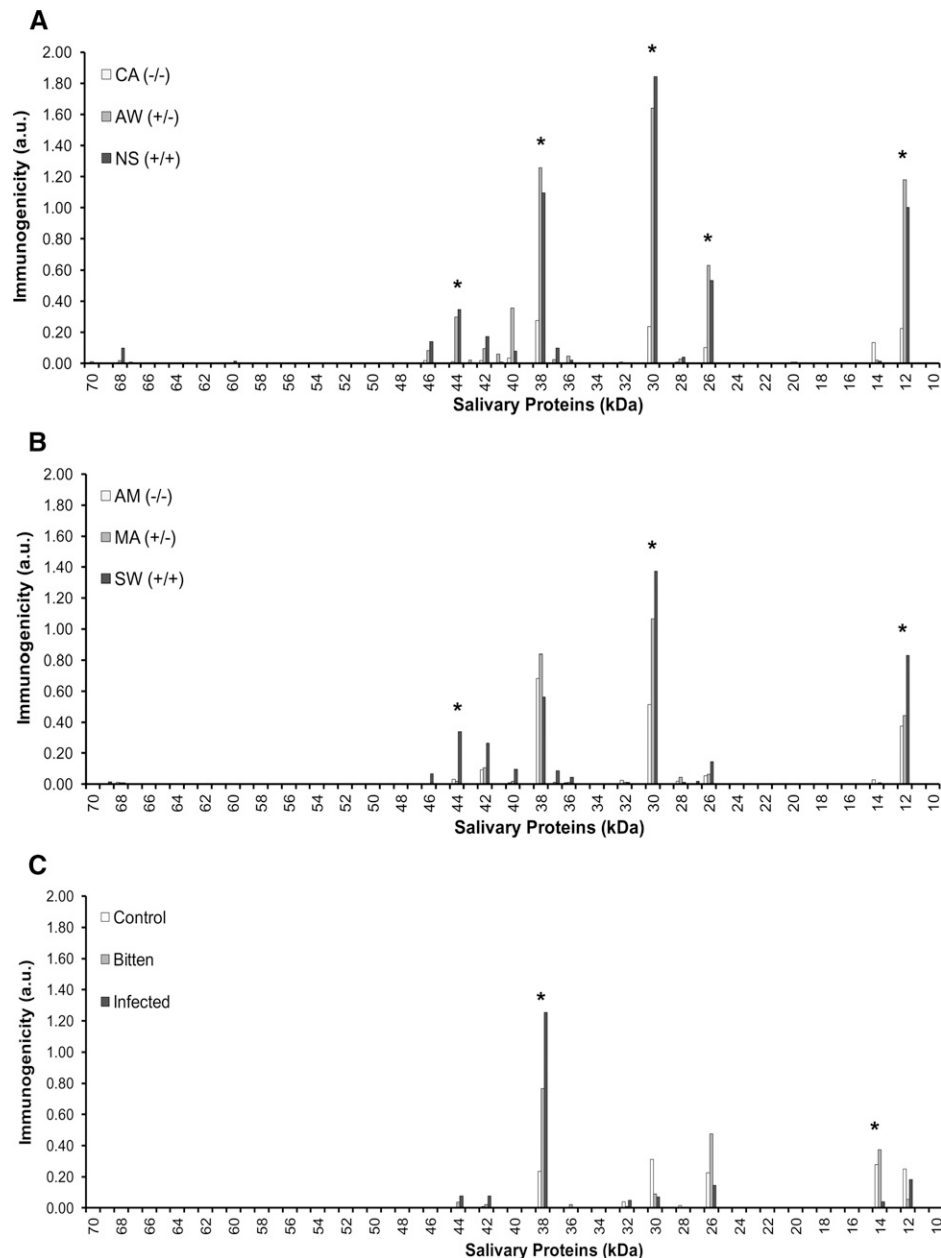 A
2.00
1.80
1.60
1.40
1.20
1.00
0.80
0.60
0.40
0.20
0.00
Immunogenicity (a.u.)
CA (-/-)
AW (+/-)
NS (+/+)
* * * * *
70 68 66 64 62 60 58 56 54 52 50 48 46 44 42 40 38 36 34 32 30 28 26 24 22 20 18 16 14 12 10
Salivary Proteins (kDa)
B
2.00
1.80
1.60
1.40
1.20
1.00
0.80
0.60
0.40
0.20
0.00
Immunogenicity (a.u.)
AM (-/-)
MA (+/-)
SW (+/+)
* * *
70 68 66 64 62 60 58 56 54 52 50 48 46 44 42 40 38 36 34 32 30 28 26 24 22 20 18 16 14 12 10
Salivary Proteins (kDa)
C
2.00
1.80
1.60
1.40
1.20
1.00
0.80
0.60
0.40
0.20
0.00
Immunogenicity (a.u.)
Control
Bitten
Infected
* *
70 68 66 64 62 60 58 56 54 52 50 48 46 44 42 40 38 36 34 32 30 28 26 24 22 20 18 16 14 12 10
Salivary Proteins (kDa)